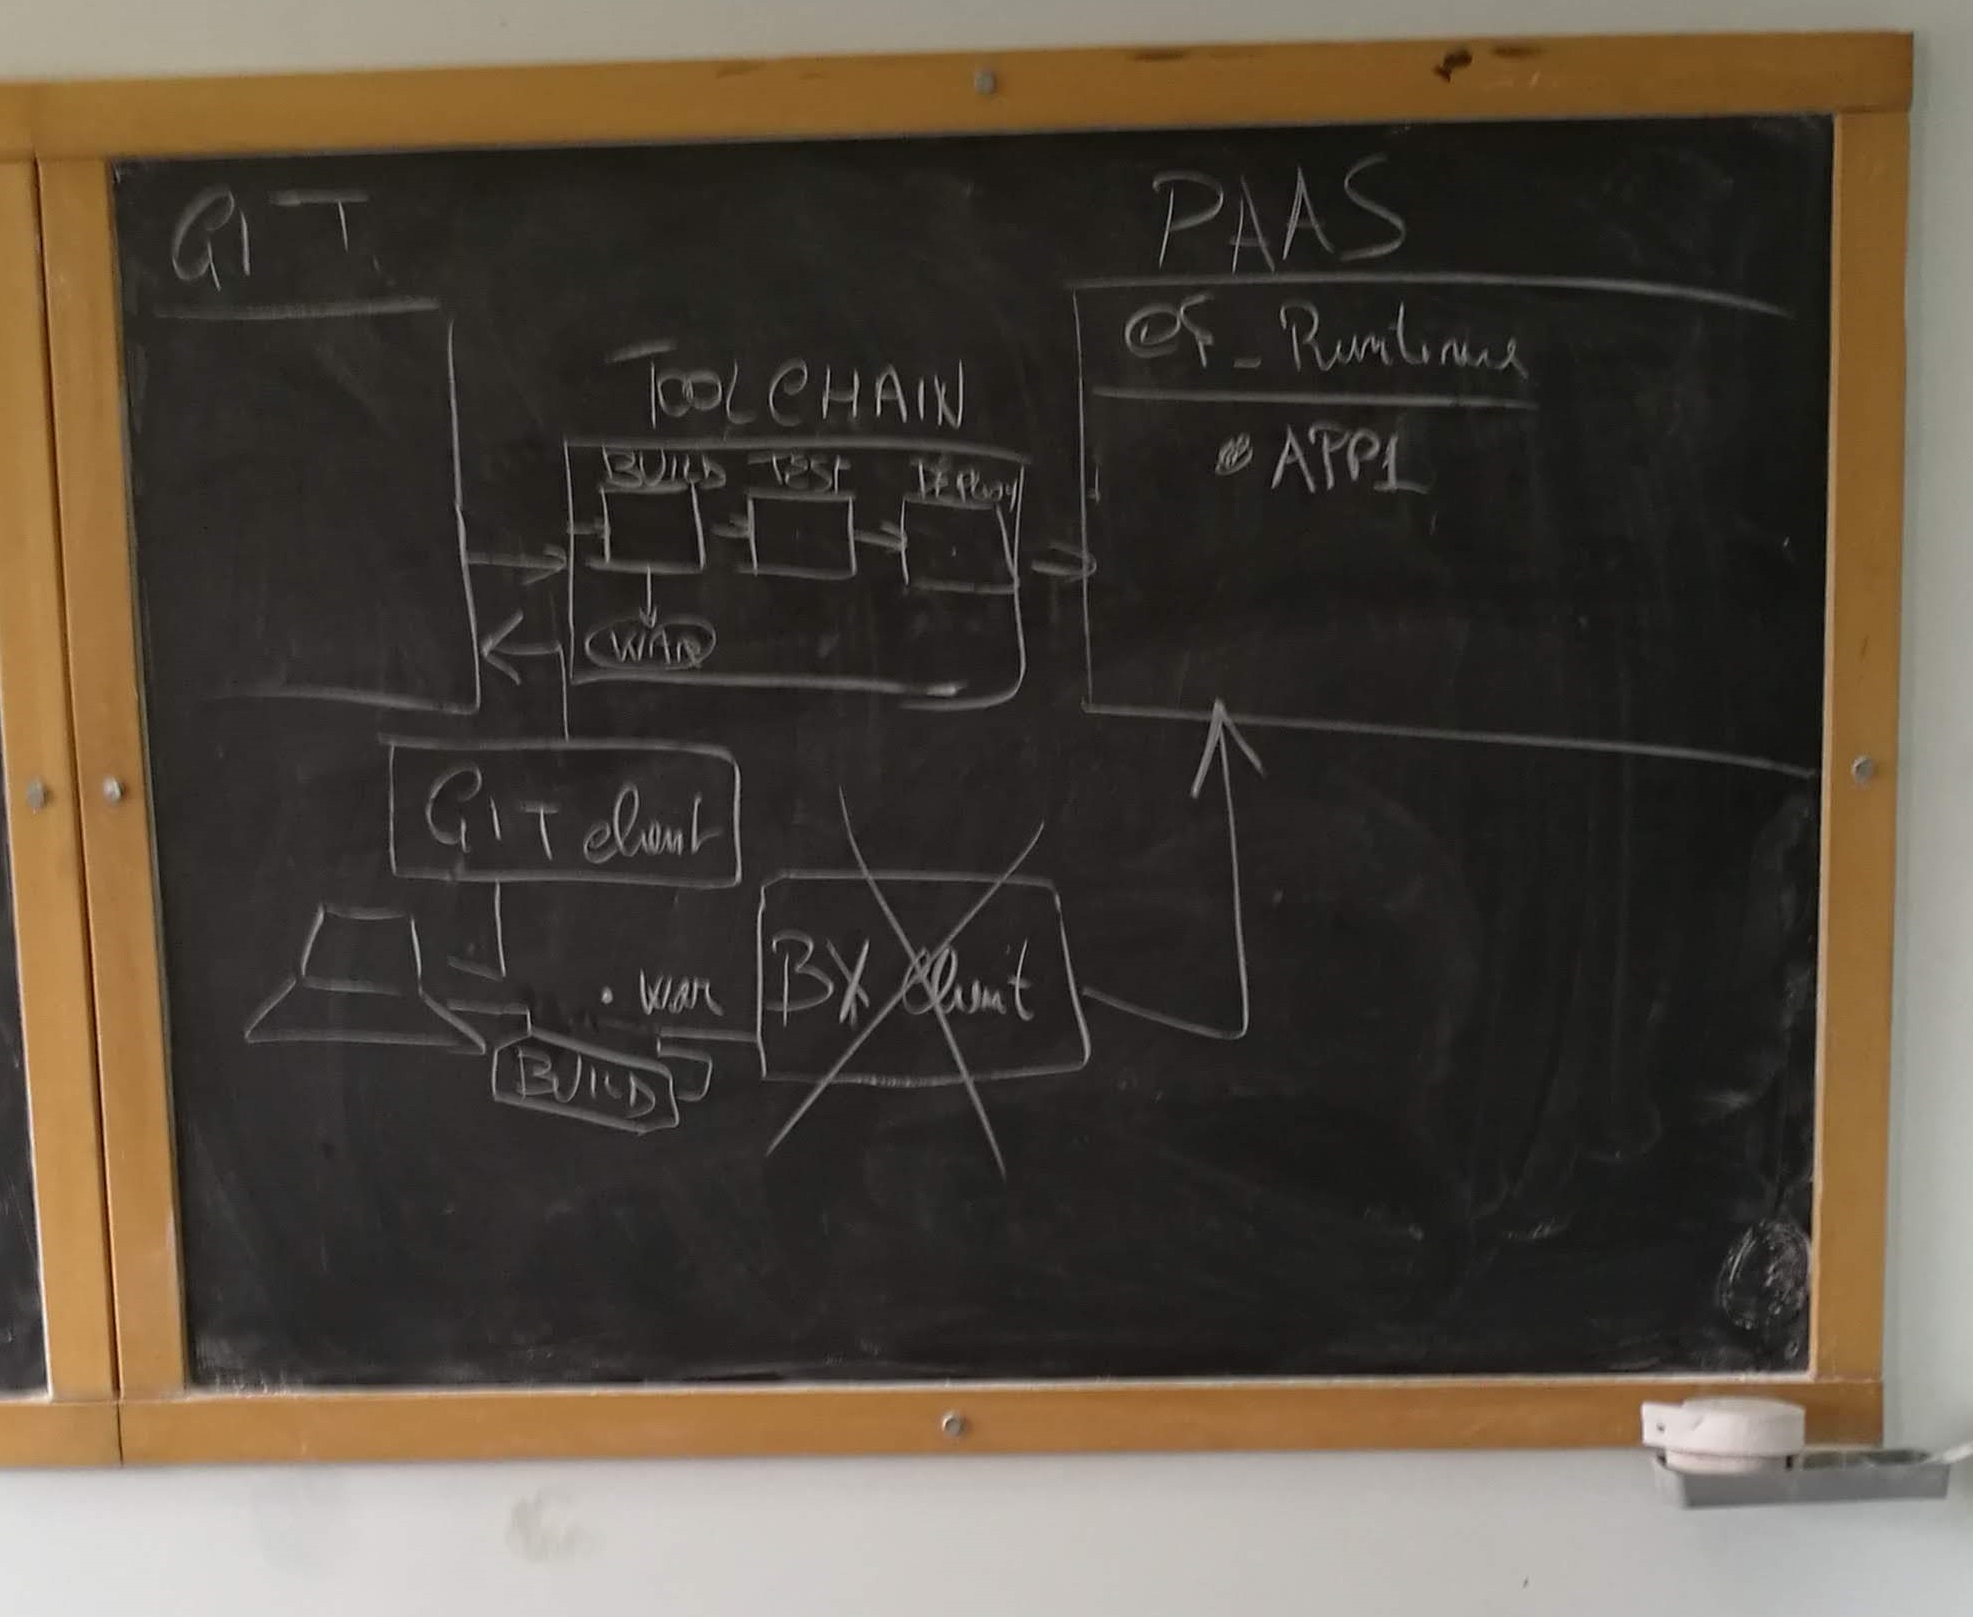 GIT
PAAS
CF_Runtime
APP1
TOOLCHAIN
BUILD TEST DEPloy
WAR
GIT client
. war
BX Client
BUILD